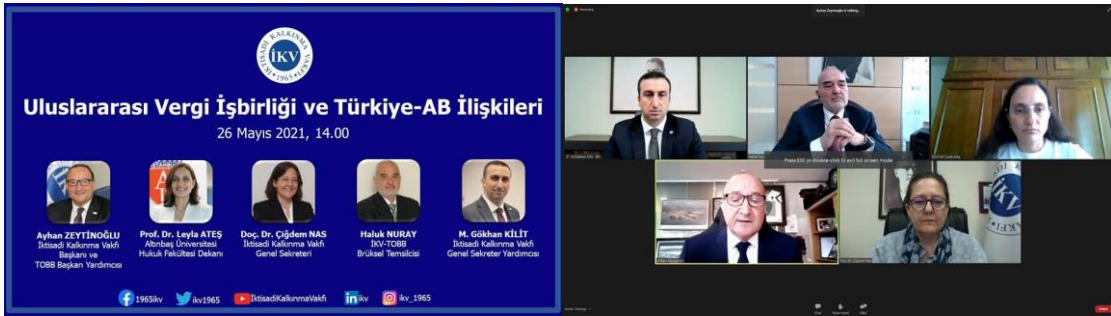 İKTİSADİ KALKINMA VAKFI
İKV
1965
Uluslararası Vergi İşbirliği ve Türkiye-AB İlişkileri
26 Mayıs 2021, 14.00
Ayhan ZEYTİNOĞLU
İktisadi Kalkınma Vakfı
Başkanı ve
TOBB Başkan Yardımcısı
Prof. Dr. Leyla ATEŞ
Altınbaş Üniversitesi
Hukuk Fakültesi Dekanı
Doç. Dr. Çiğdem NAS
İktisadi Kalkınma Vakfı
Genel Sekreteri
Haluk NURAY
İKV-TOBB
Brüksel Temsilcisi
M. Gökhan KİLİT
İktisadi Kalkınma Vakfı
Genel Sekreter Yardımcısı
1965ikv
ikv1965
İktisadiKalkınmaVakfı
ikv
ikv_1965
Press ESC or double-click to exit full screen mode